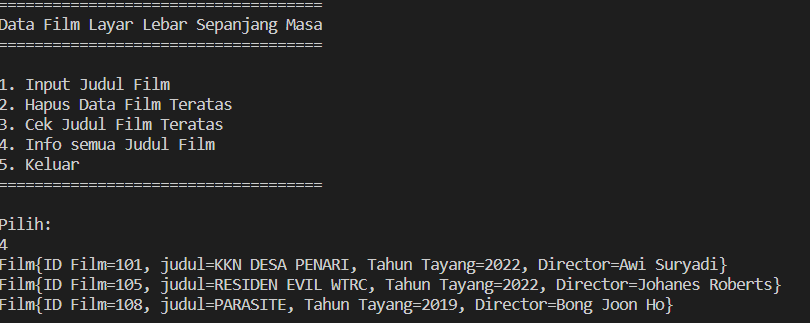 ====================================
Data Film Layar Lebar Sepanjang Masa
====================================
1. Input Judul Film
2. Hapus Data Film Teratas
3. Cek Judul Film Teratas
4. Info semua Judul Film
5. Keluar
====================================
Pilih:
4
Film{ID Film=101, judul=KKN DESA PENARI, Tahun Tayang=2022, Director=Awi Suryadi}
Film{ID Film=105, judul=RESIDEN EVIL WTRC, Tahun Tayang=2022, Director=Johanes Roberts}
Film{ID Film=108, judul=PARASITE, Tahun Tayang=2019, Director=Bong Joon Ho}